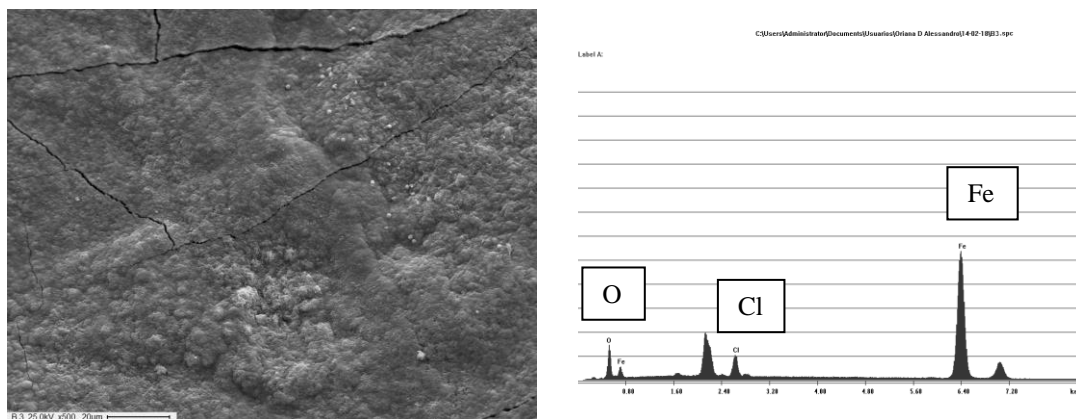 C:\Users\Administrator\Documents\Usuarios\Oriana D Alessandro\14-02-18\B3.spc
Label A:
Fe
O
Cl
Fe
O
Fe
Cl
0.80 1.60 2.40 3.20 4.00 4.80 5.60 6.40 7.20
B 3 25.0kV x500 20um